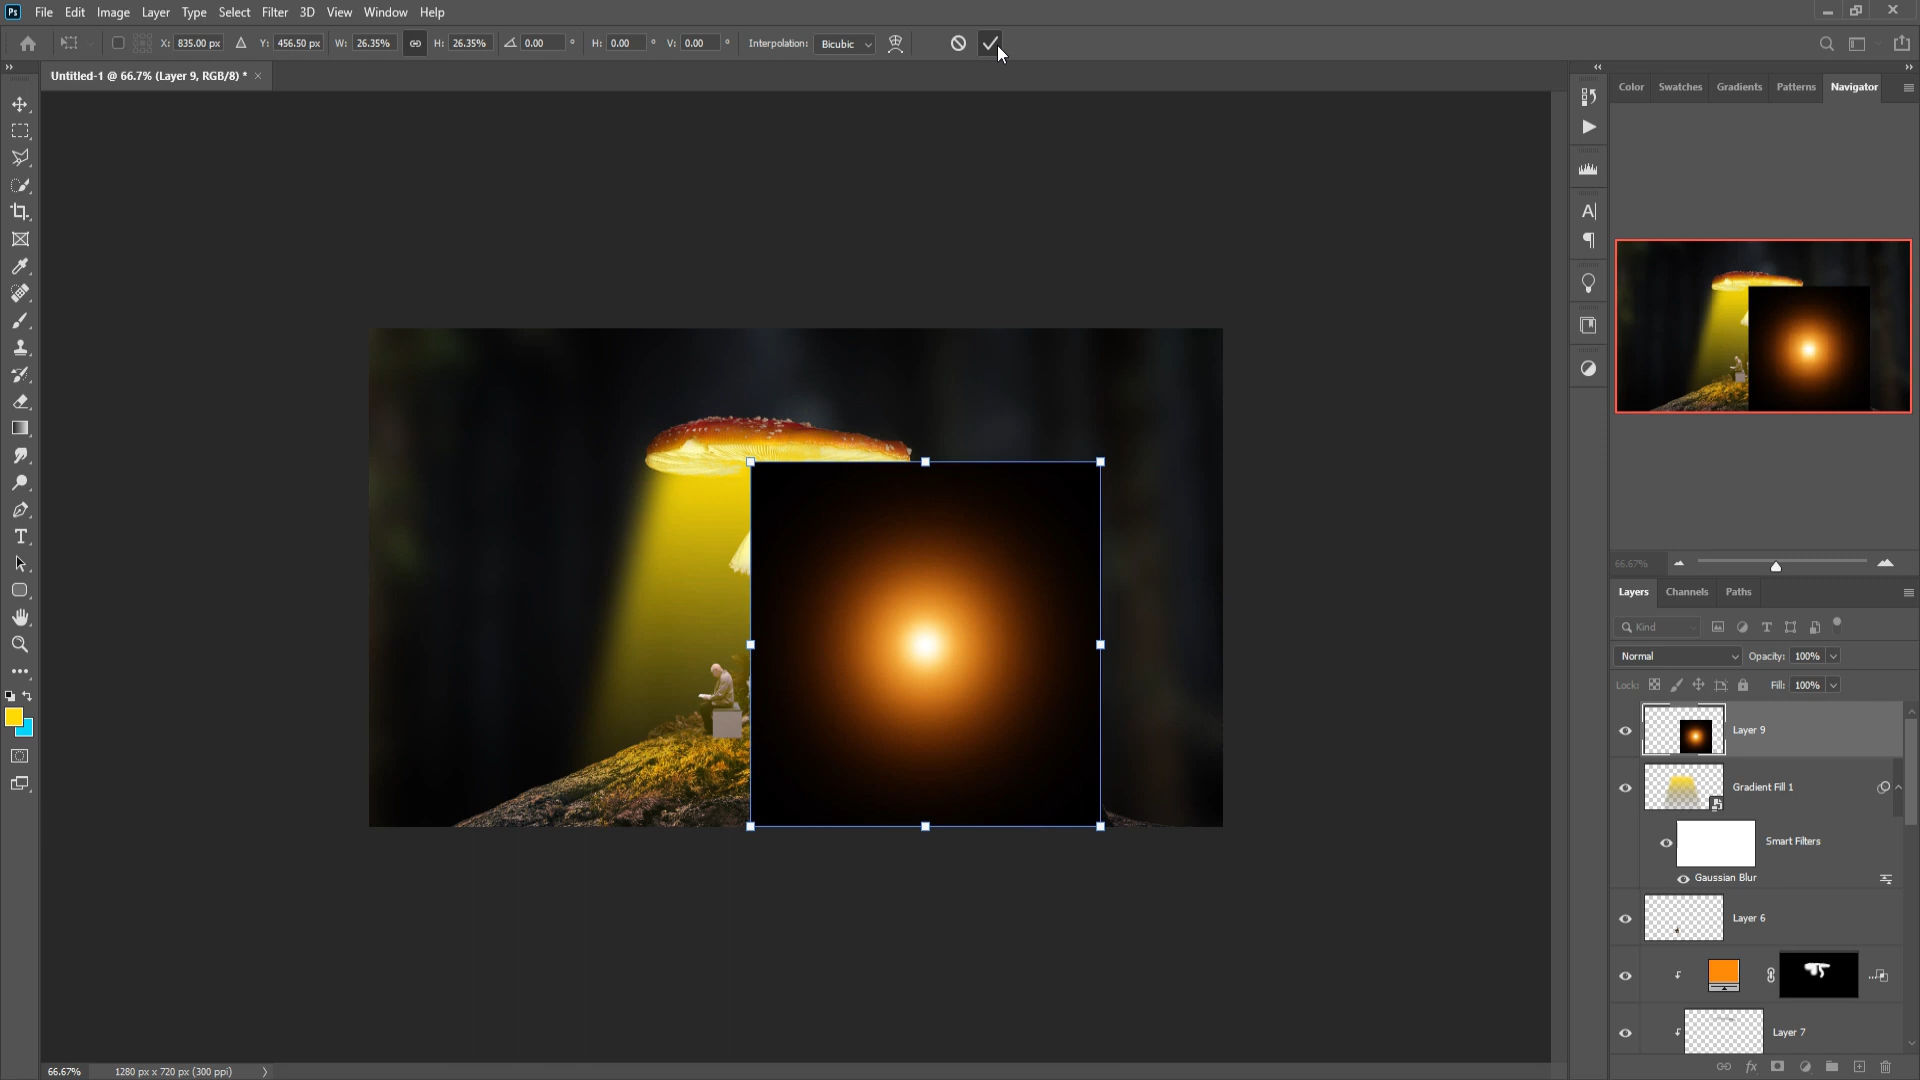 Ps File Edit Image Layer Type Select Filter 3D View Window Help
X: 835.00 px Y: 456.50 px W: 26.35% H: 26.35% 0.00 ° H: 0.00 ° V: 0.00 ° Interpolation: Bicubic
Untitled-1 @ 66.7% (Layer 9, RGB/8) * ×
Color Swatches Gradients Patterns Navigator
66.67%
Layers Channels Paths
Kind
Normal Opacity: 100%
Lock: Fill: 100%
Layer 9
Gradient Fill 1
Smart Filters
Gaussian Blur
Layer 6
Layer 7
66.67% 1280 px x 720 px (300 ppi)